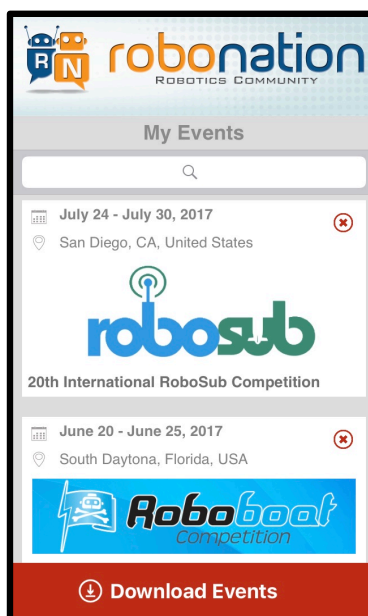 RN robonation
ROBOTICS COMMUNITY
My Events
July 24 - July 30, 2017
San Diego, CA, United States
robosub
20th International RoboSub Competition
June 20 - June 25, 2017
South Daytona, Florida, USA
Roboboat
Competition
Download Events